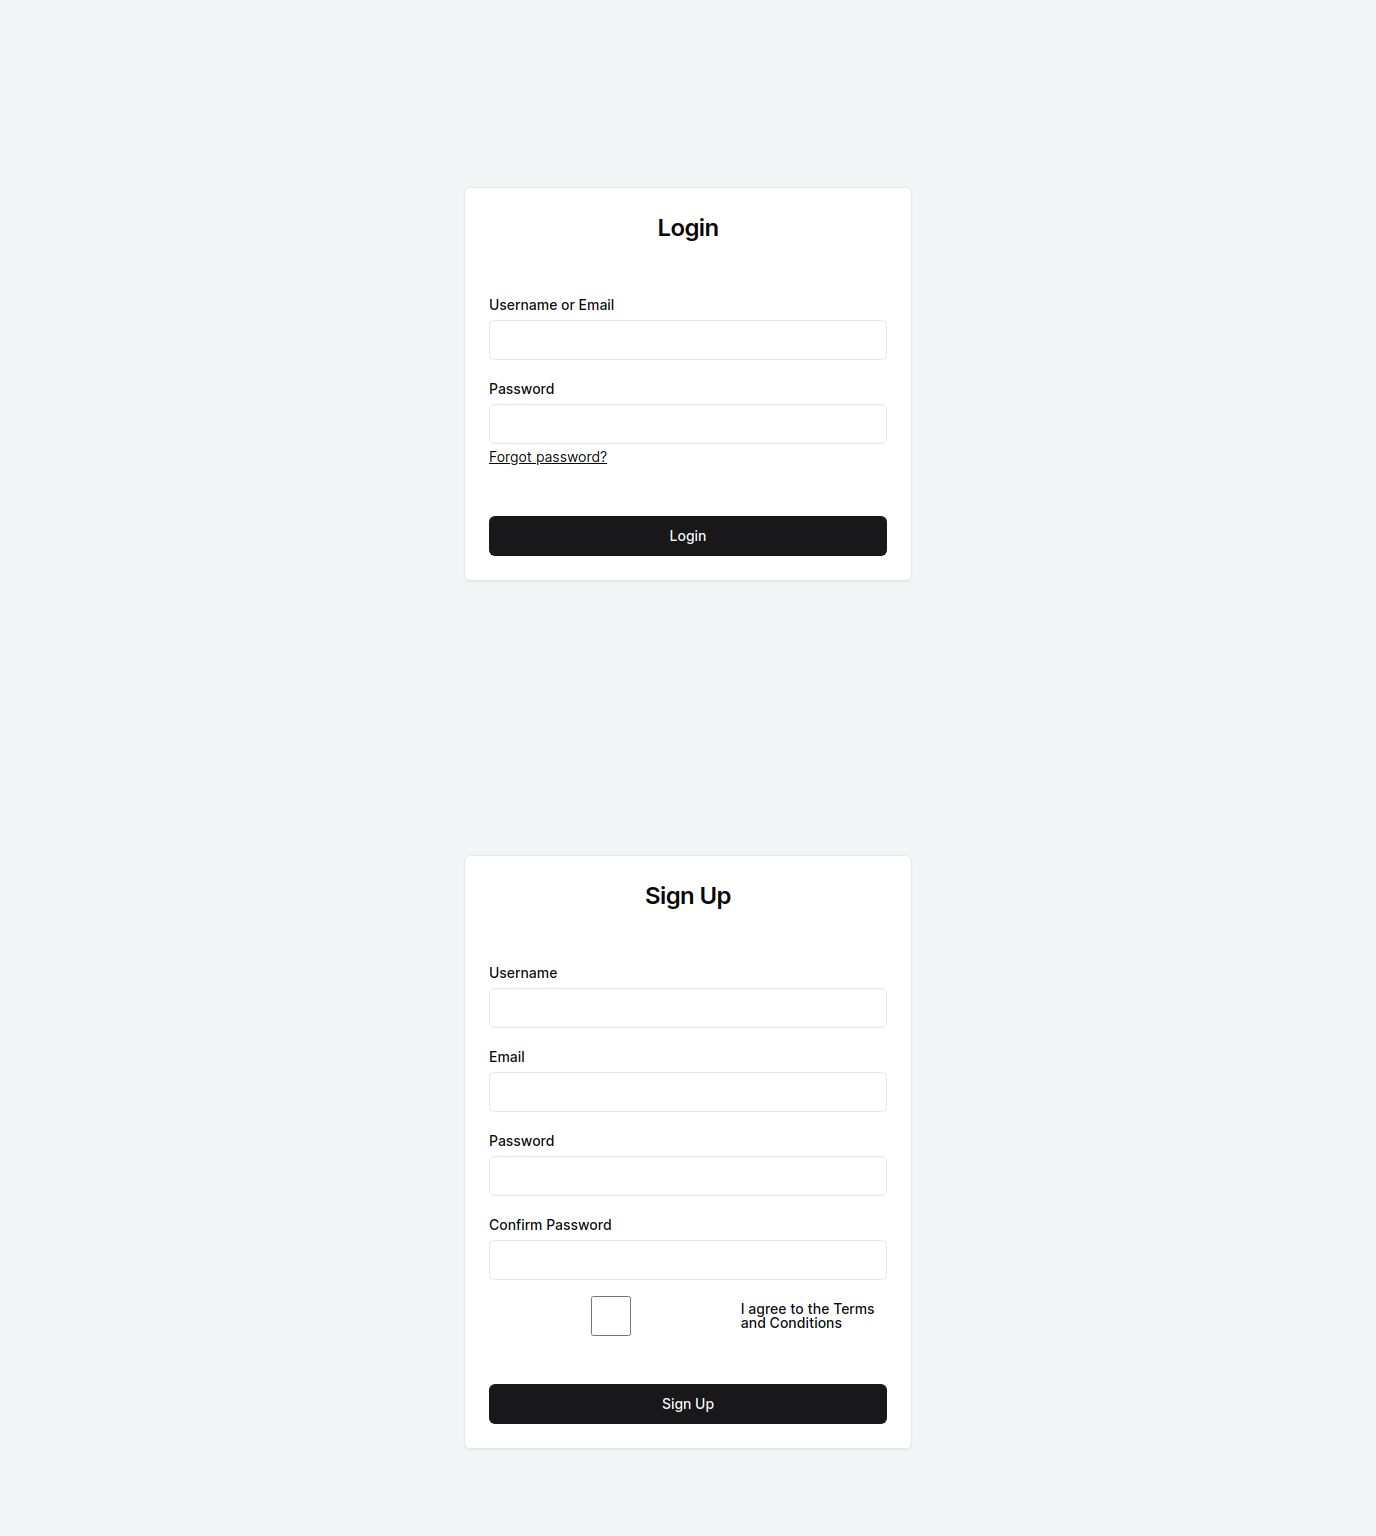 Login
Username or Email
Password
Forgot password?
Login
Sign Up
Username
Email
Password
Confirm Password
I agree to the Terms
and Conditions
Sign Up